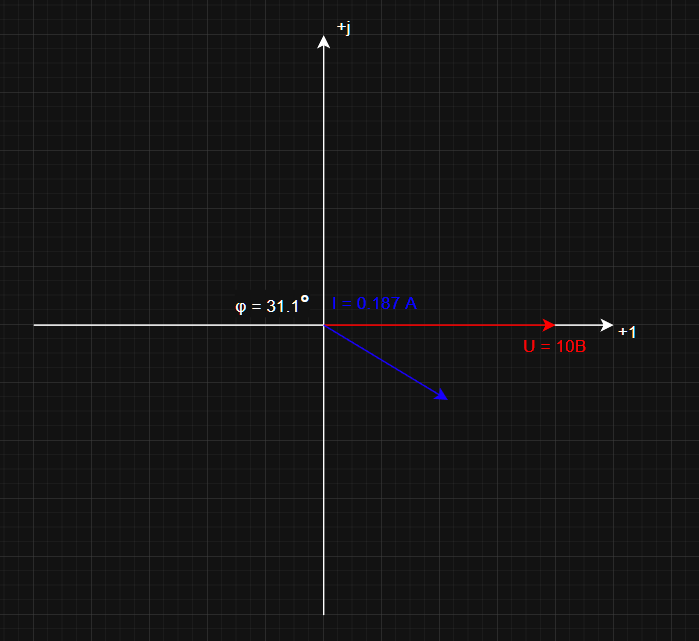 +j
φ = 31.1°
I = 0.187 A
+1
U = 10В